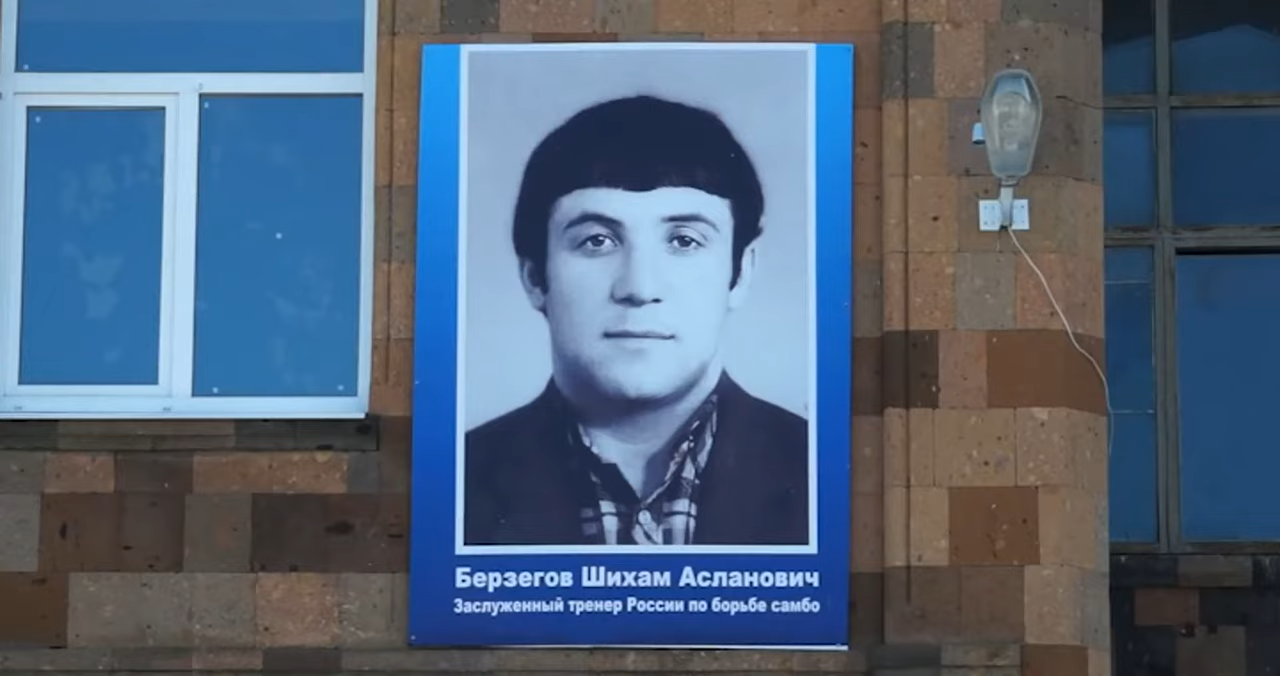 Берзегов Шихам Асланович
Заслуженный тренер России по борьбе самбо